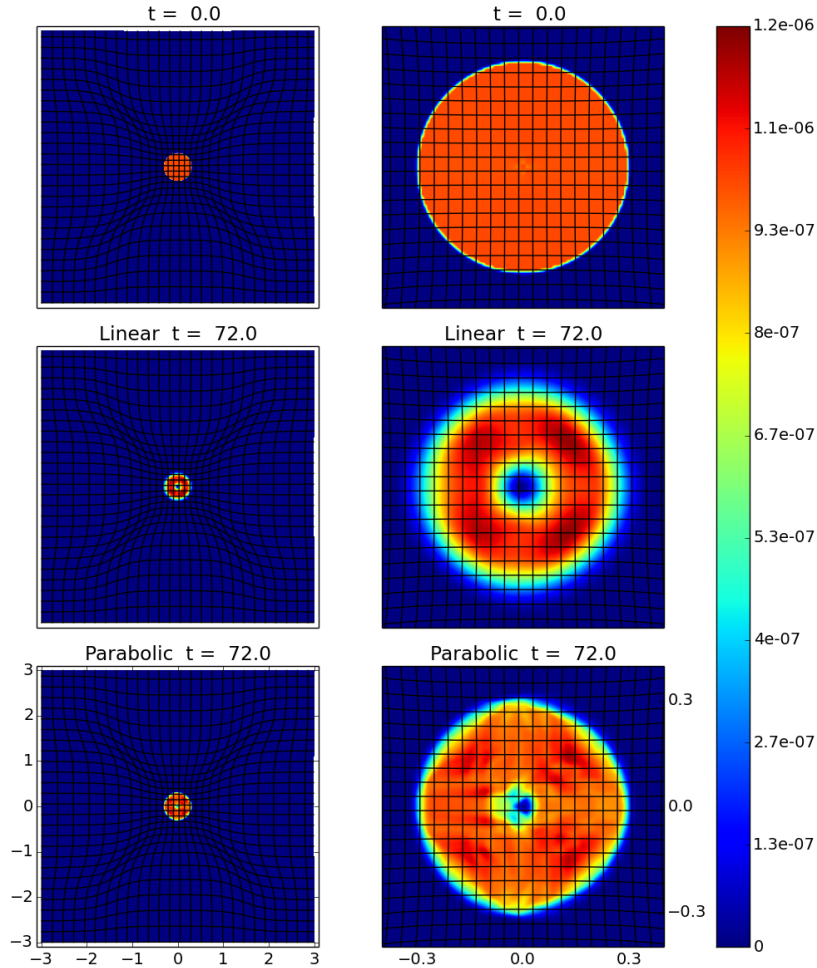 t = 0.0
t = 0.0
Linear t = 72.0
Linear t = 72.0
Parabolic t = 72.0
Parabolic t = 72.0
3
2
1
0
−1
−2
−3
−3 −2 −1 0 1 2 3
0.3
0.0
−0.3
−0.3 0.0 0.3
1.2e-06
1.1e-06
9.3e-07
8e-07
6.7e-07
5.3e-07
4e-07
2.7e-07
1.3e-07
0